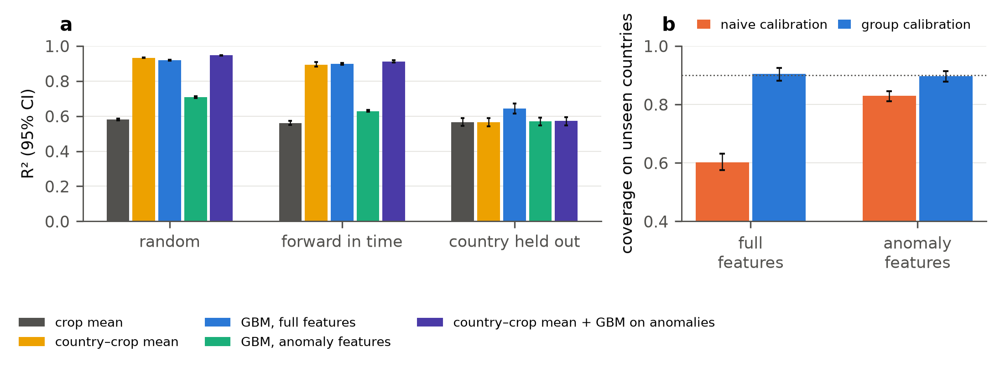 a
R² (95% CI)
1.0
0.8
0.6
0.4
0.2
0.0
random
forward in time
country held out
b
naive calibration
group calibration
coverage on unseen countries
1.0
0.8
0.6
0.4
full
features
anomaly
features
crop mean
country–crop mean
GBM, full features
GBM, anomaly features
country–crop mean + GBM on anomalies